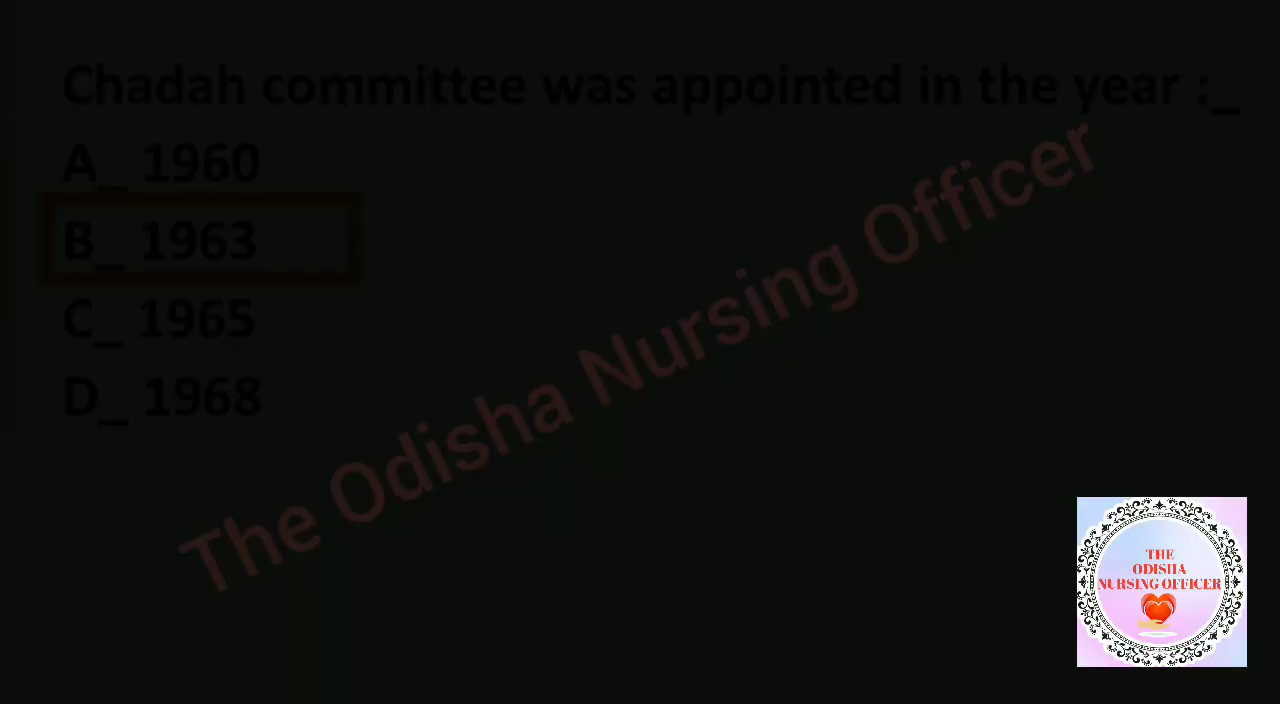 Chadah committee was appointed in the year :_
A_ 1960
B_ 1963
C_ 1965
D_ 1968
The Odisha Nursing Officer
THE
ODISHA
NURSING OFFICER